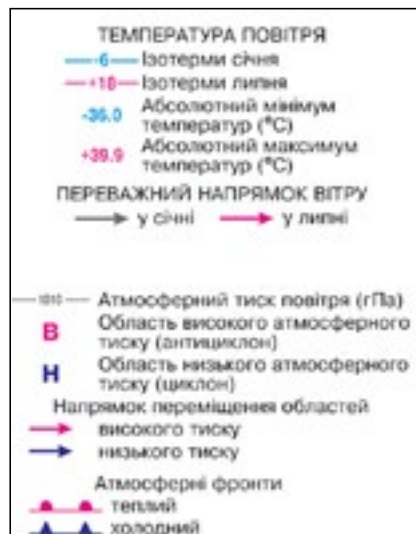 ТЕМПЕРАТУРА ПОВІТРЯ
-6 Ізотерми січня
+18 Ізотерми липня
-36.0 Абсолютний мінімум
температур (°C)
+39.9 Абсолютний максимум
температур (°C)
ПЕРЕВАЖНИЙ НАПРЯМОК ВІТРУ
у січні у липні
1010 Атмосферний тиск повітря (гПа)
В Область високого атмосферного
тиску (антициклон)
Н Область низького атмосферного
тиску (циклон)
Напрямок переміщення областей
високого тиску
низького тиску
Атмосферні фронти
теплий
холодний